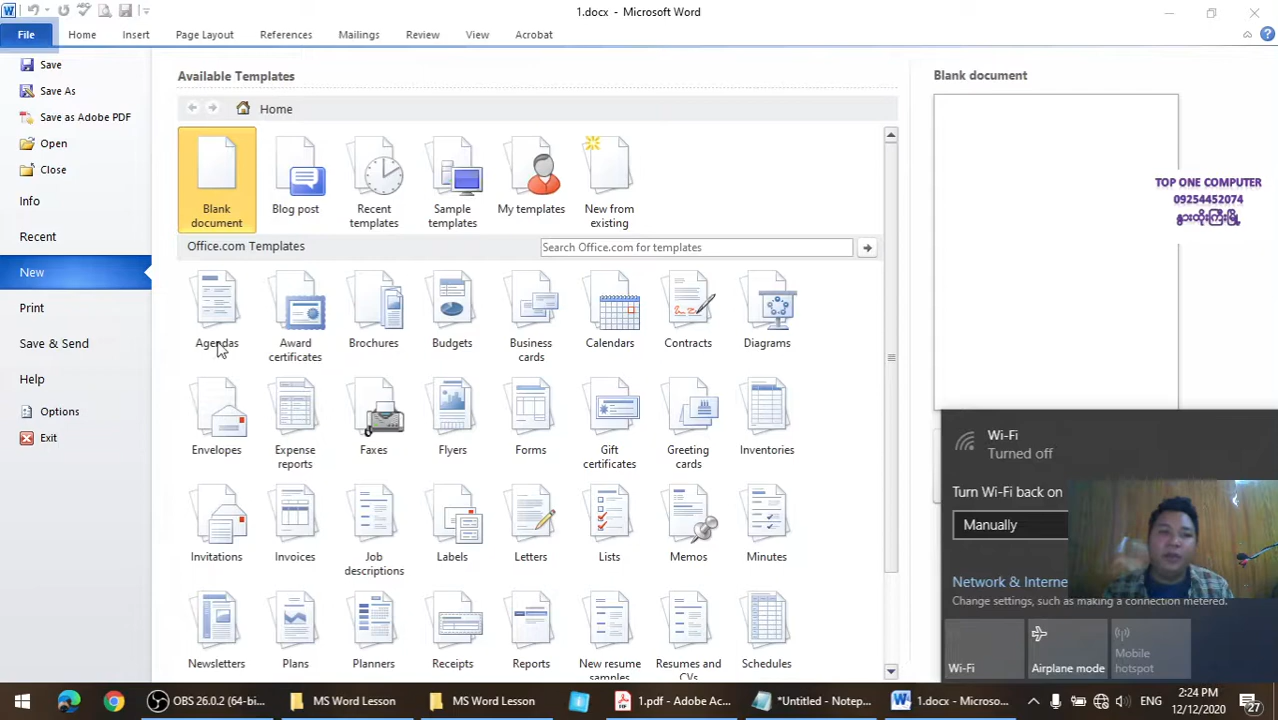 1.docx - Microsoft Word
File Home Insert Page Layout References Mailings Review View Acrobat
Save
Save As
Save as Adobe PDF
Open
Close
Info
Recent
New
Print
Save & Send
Help
Options
Exit
Available Templates
Home
Blank document
Blog post
Recent templates
Sample templates
My templates
New from existing
Office.com Templates
Search Office.com for templates
Agendas
Award certificates
Brochures
Budgets
Business cards
Calendars
Contracts
Diagrams
Envelopes
Expense reports
Faxes
Flyers
Forms
Gift certificates
Greeting cards
Inventories
Invitations
Invoices
Job descriptions
Labels
Letters
Lists
Memos
Minutes
Newsletters
Plans
Planners
Receipts
Reports
New resume samples
Resumes and CVs
Schedules
Blank document
TOP ONE COMPUTER
09254452074
နွားထိုးကြီးမြို့
Wi-Fi
Turned off
Turn Wi-Fi back on
Manually
Network & Interne
Change settings, such as making a connection metered.
Wi-Fi
Airplane mode
Mobile hotspot
OBS 26.0.2 (64-bi...
MS Word Lesson
MS Word Lesson
1.pdf - Adobe Ac...
*Untitled - Notep...
1.docx - Microso...
ENG
2:24 PM
12/12/2020
27